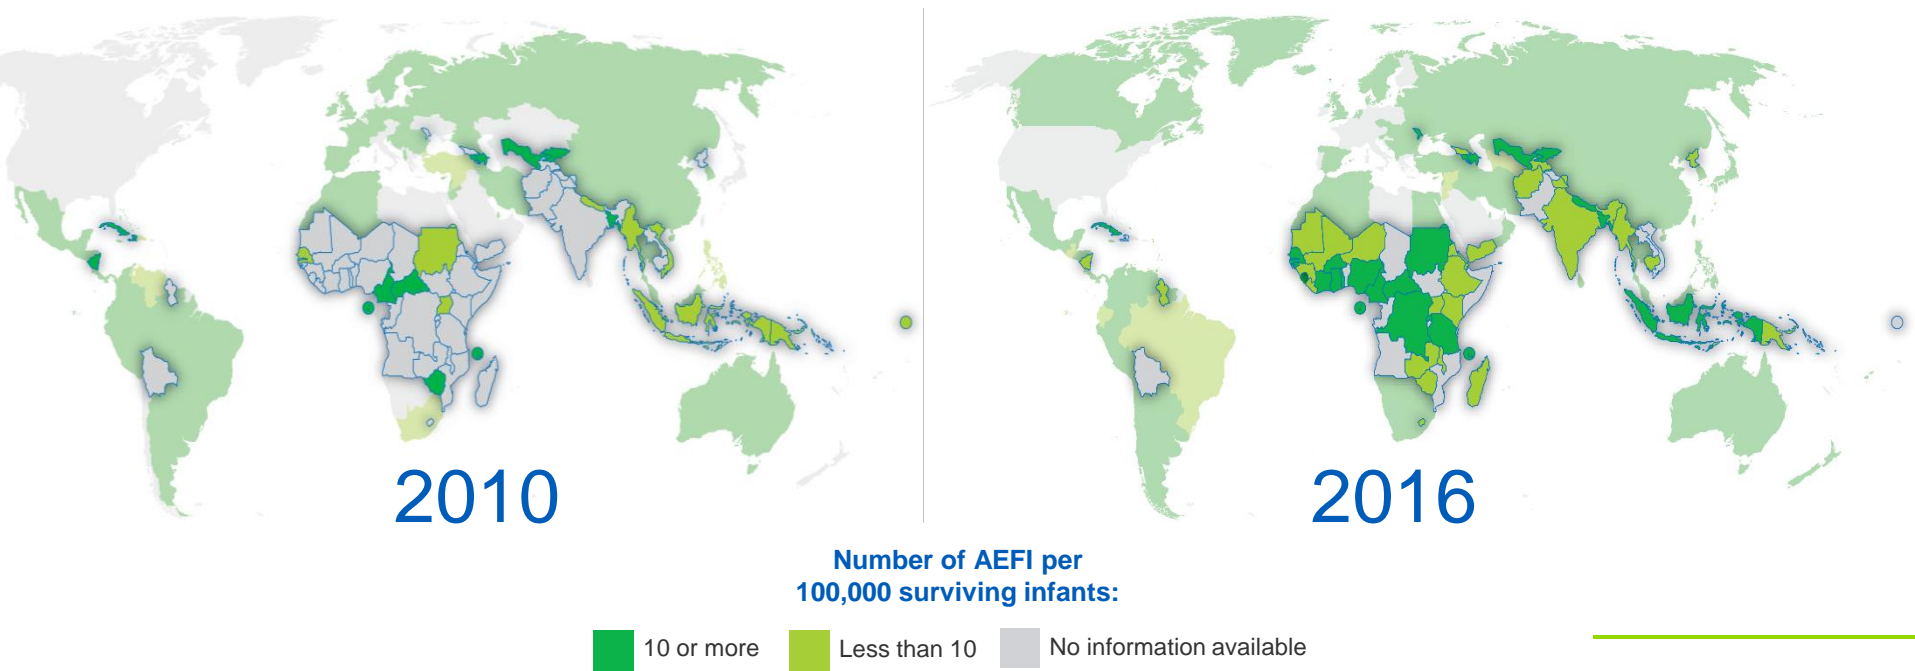 2010
2016
Number of AEFI per
100,000 surviving infants:
10 or more
Less than 10
No information available